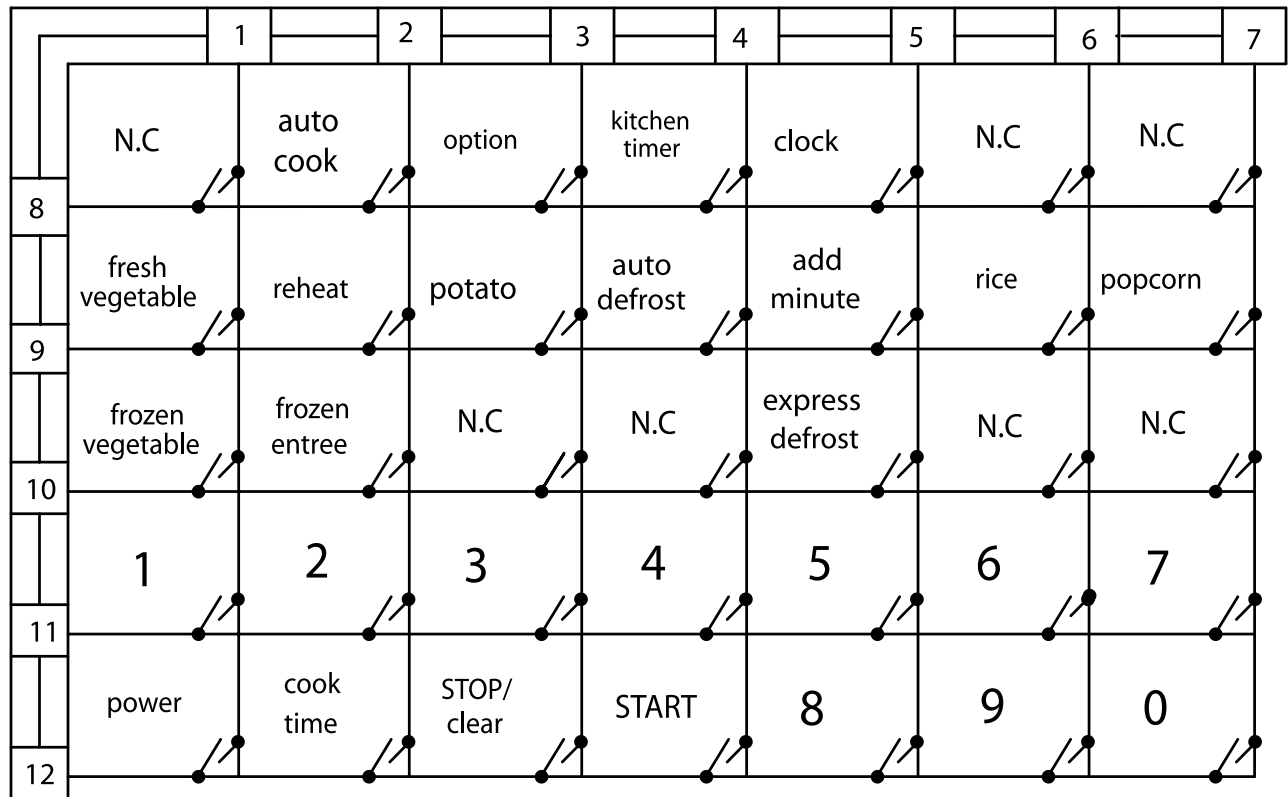 1 2 3 4 5 6 7
N.C
auto
cook
option
kitchen
timer
clock
N.C
N.C
8
fresh
vegetable
reheat
potato
auto
defrost
add
minute
rice
popcorn
9
frozen
vegetable
frozen
entree
N.C
N.C
express
defrost
N.C
N.C
10
1 2 3 4 5 6 7
11
power
cook
time
STOP/
clear
START
8
9
0
12